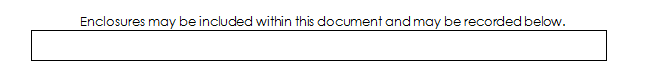 Enclosures may be included within this document and may be recorded below.